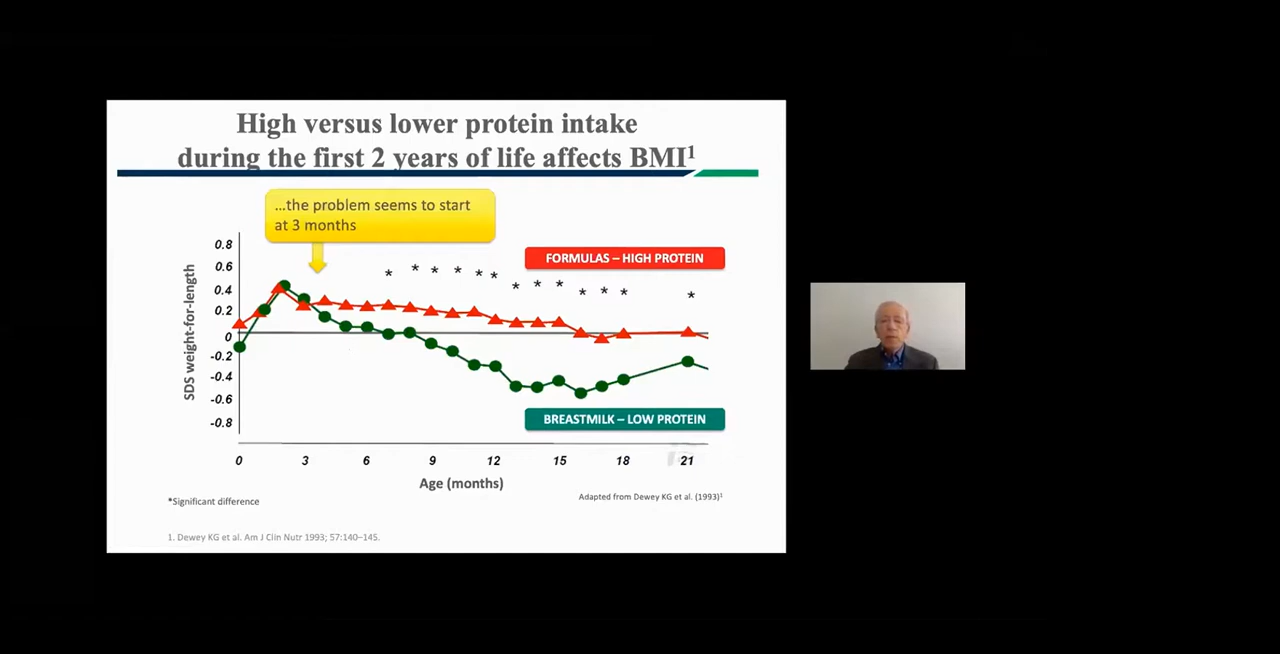 High versus lower protein intake
during the first 2 years of life affects BMI¹
...the problem seems to start
at 3 months
FORMULAS – HIGH PROTEIN
BREASTMILK – LOW PROTEIN
SDS weight-for-length
0.8
0.6
0.4
0.2
0
-0.2
-0.4
-0.6
-0.8
* * * * * * * * * * * * *
0 3 6 9 12 15 18 21
Age (months)
*Significant difference
Adapted from Dewey KG et al. (1993)¹
1. Dewey KG et al. Am J Clin Nutr 1993; 57:140–145.